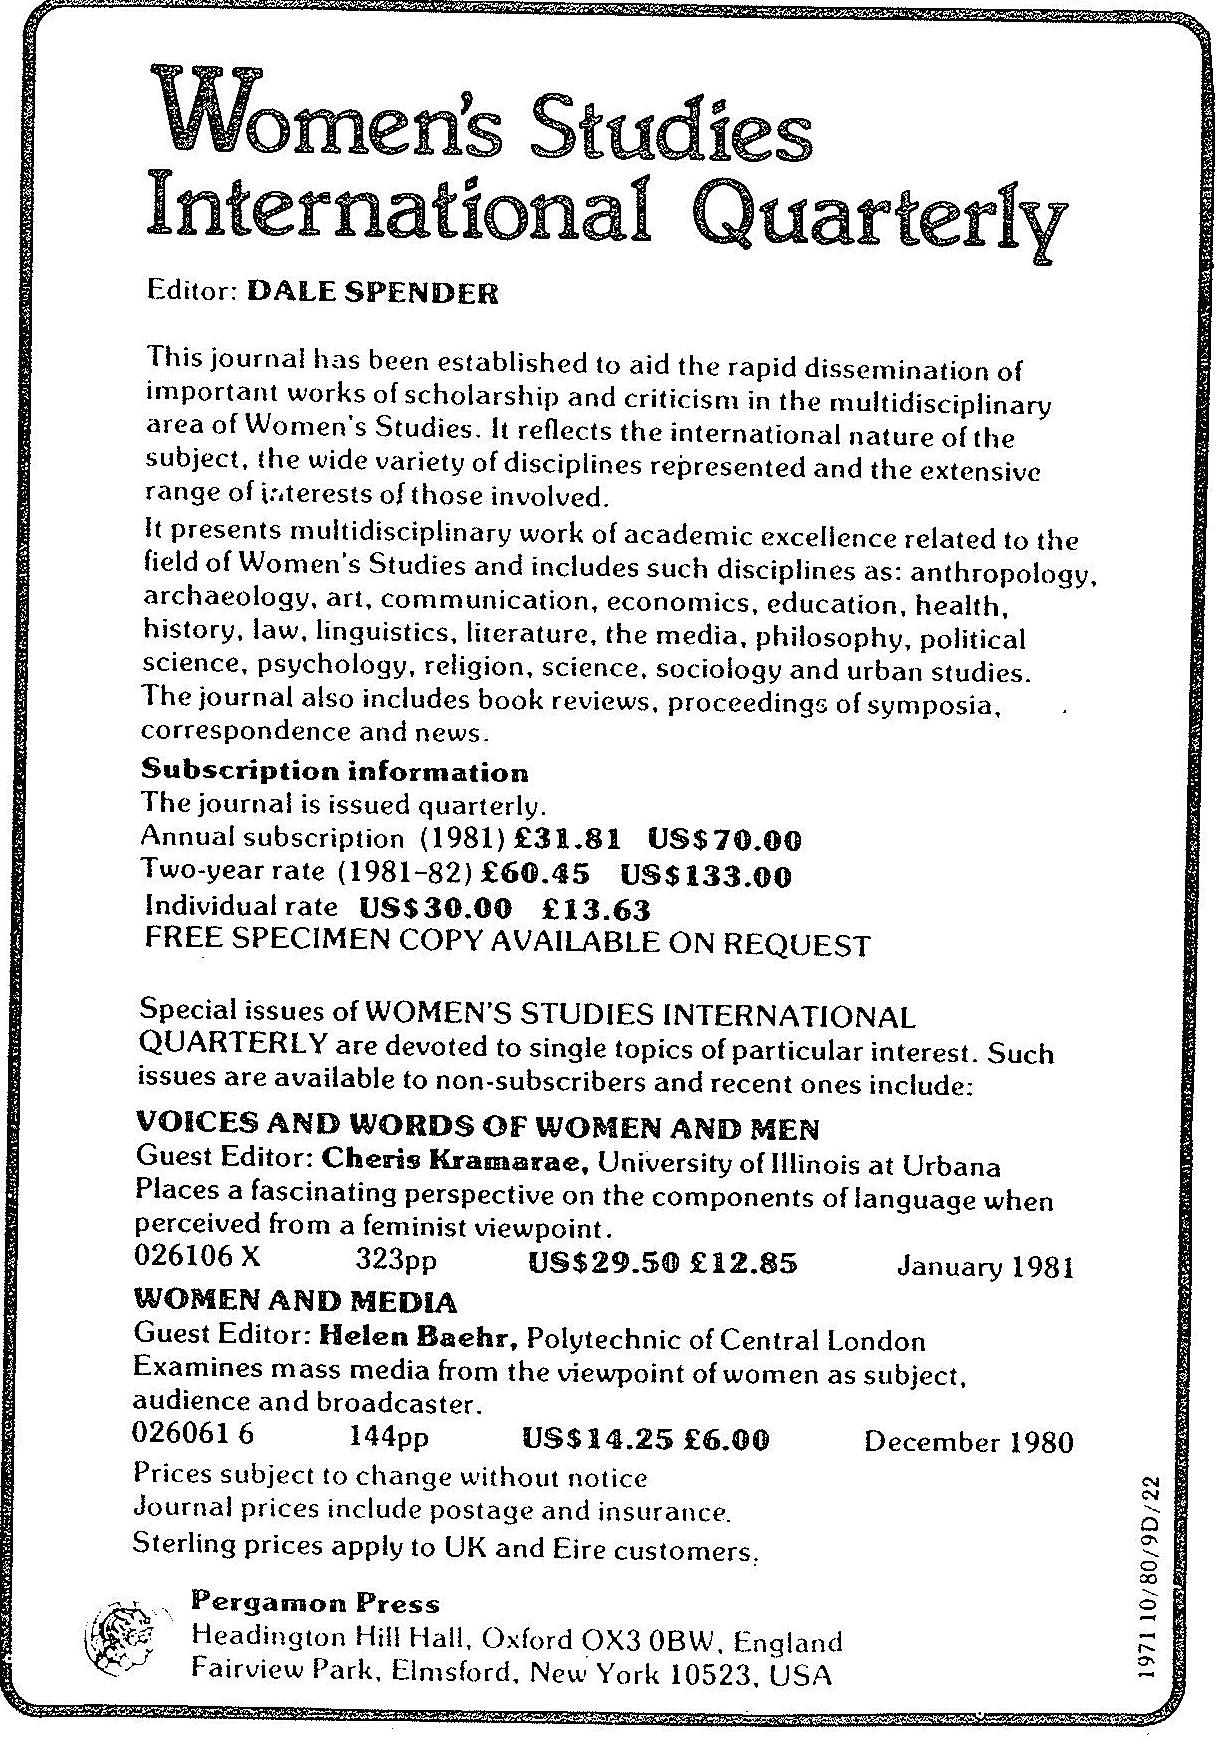 Women's Studies
International Quarterly
Editor: DALE SPENDER
This journal has been established to aid the rapid dissemination of
important works of scholarship and criticism in the multidisciplinary
area of Women's Studies. It reflects the international nature of the
subject, the wide variety of disciplines represented and the extensive
range of interests of those involved.
It presents multidisciplinary work of academic excellence related to the
field of Women's Studies and includes such disciplines as: anthropology,
archaeology, art, communication, economics, education, health,
history, law, linguistics, literature, the media, philosophy, political
science, psychology, religion, science, sociology and urban studies.
The journal also includes book reviews, proceedings of symposia,
correspondence and news.
Subscription information
The journal is issued quarterly.
Annual subscription (1981) £31.81 US$70.00
Two-year rate (1981-82) £60.45 US$133.00
Individual rate US$30.00 £13.63
FREE SPECIMEN COPY AVAILABLE ON REQUEST
Special issues of WOMEN'S STUDIES INTERNATIONAL
QUARTERLY are devoted to single topics of particular interest. Such
issues are available to non-subscribers and recent ones include:
VOICES AND WORDS OF WOMEN AND MEN
Guest Editor: Cheris Kramarae, University of Illinois at Urbana
Places a fascinating perspective on the components of language when
perceived from a feminist viewpoint.
026106 X 323pp US$29.50 £12.85 January 1981
WOMEN AND MEDIA
Guest Editor: Helen Baehr, Polytechnic of Central London
Examines mass media from the viewpoint of women as subject,
audience and broadcaster.
026061 6 144pp US$14.25 £6.00 December 1980
Prices subject to change without notice
Journal prices include postage and insurance.
Sterling prices apply to UK and Eire customers.
Pergamon Press
Headington Hill Hall, Oxford OX3 0BW, England
Fairview Park, Elmsford, New York 10523, USA
1971 10/80/9D/22